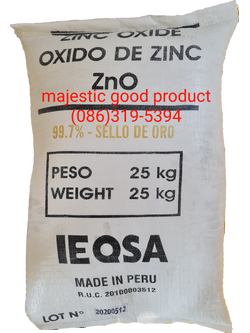 ZINC OXIDE
OXIDO DE ZINC
ZnO
majestic good product
(086)319-5394
99.7% - SELLO DE ORO
PESO 25 kg
WEIGHT 25 kg
IEQSA
MADE IN PERU
R.U.C. 20100003512
LOT Nº 20200512